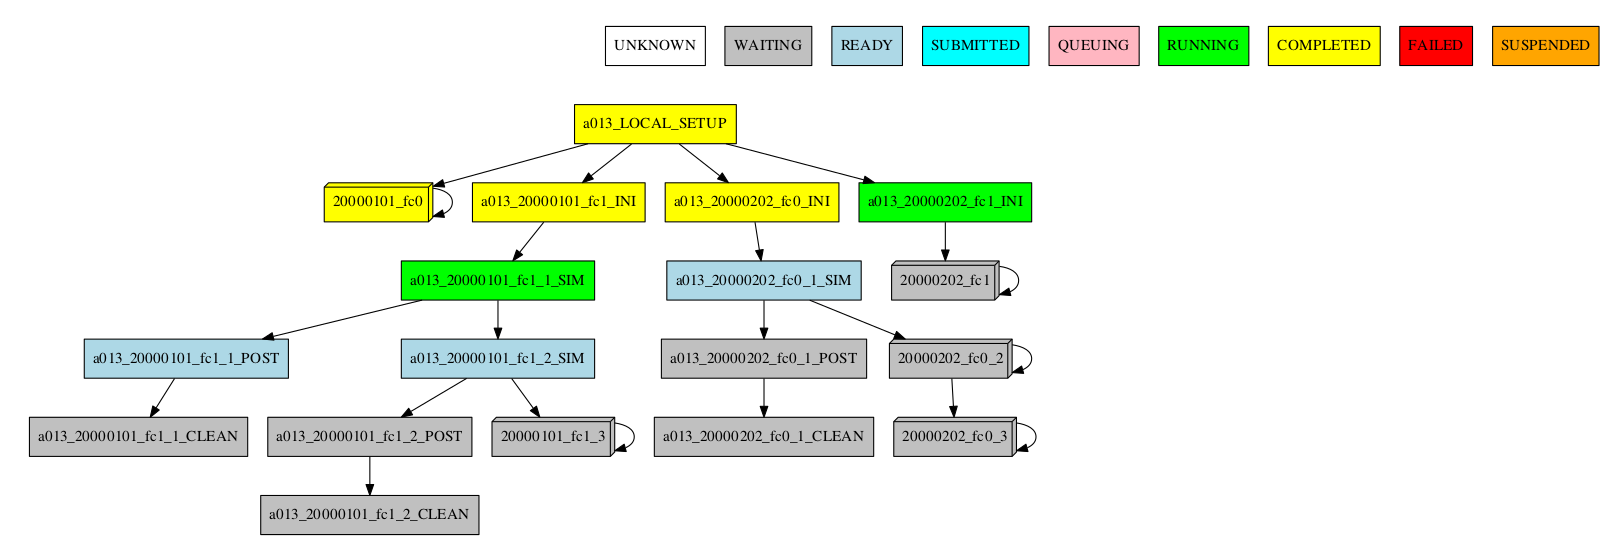 UNKNOWN WAITING READY SUBMITTED QUEUING RUNNING COMPLETED FAILED SUSPENDED
a013_LOCAL_SETUP
20000101_fc0 a013_20000101_fc1_INI a013_20000202_fc0_INI a013_20000202_fc1_INI
a013_20000101_fc1_1_SIM a013_20000202_fc0_1_SIM 20000202_fc1
a013_20000101_fc1_1_POST a013_20000101_fc1_2_SIM a013_20000202_fc0_1_POST 20000202_fc0_2
a013_20000101_fc1_1_CLEAN a013_20000101_fc1_2_POST 20000101_fc1_3 a013_20000202_fc0_1_CLEAN 20000202_fc0_3
a013_20000101_fc1_2_CLEAN